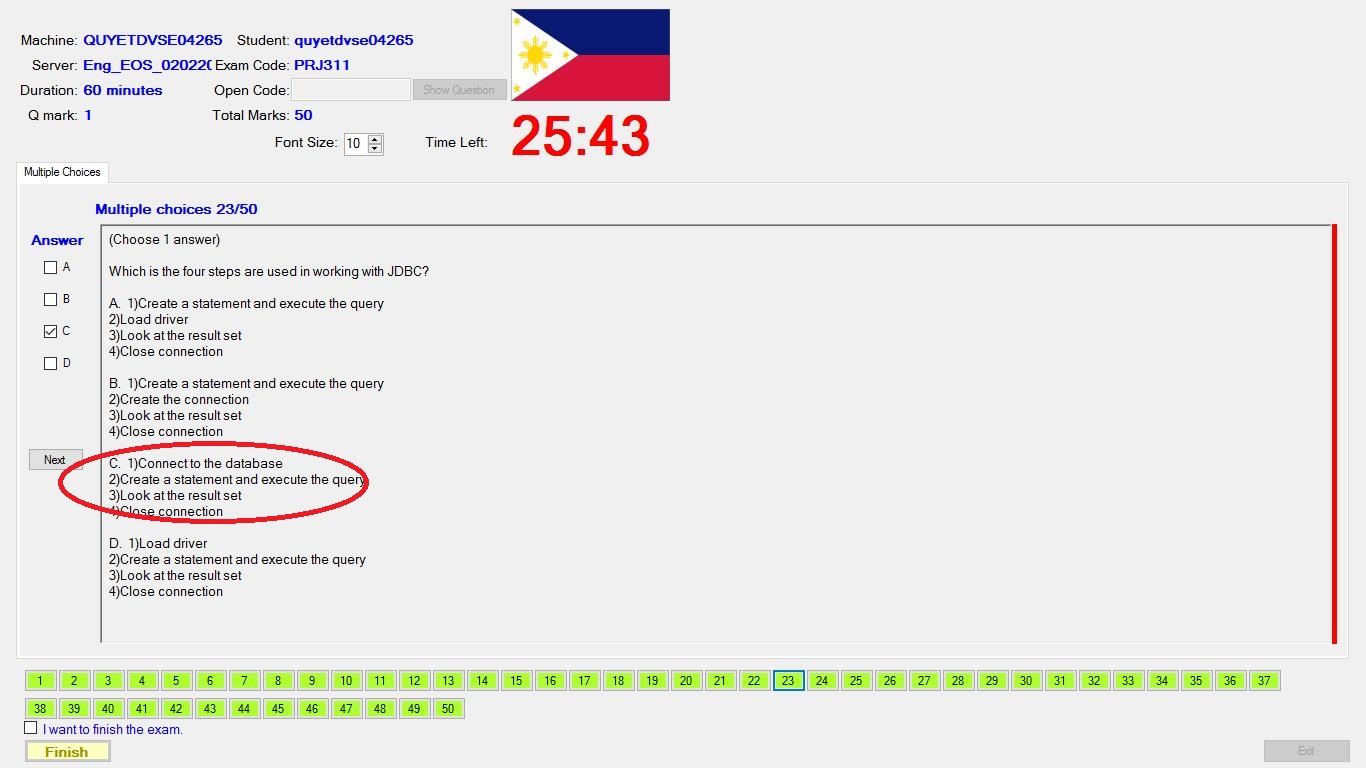 Machine: QUYETDVSE04265 Student: quyetdvse04265
Server: Eng_EOS_020220 Exam Code: PRJ311
Duration: 60 minutes Open Code: Show Question
Q mark: 1 Total Marks: 50
Font Size: 10 Time Left: 25:43
Multiple Choices
Multiple choices 23/50
Answer
A
B
C
D
Next
(Choose 1 answer)
Which is the four steps are used in working with JDBC?
A. 1)Create a statement and execute the query
2)Load driver
3)Look at the result set
4)Close connection
B. 1)Create a statement and execute the query
2)Create the connection
3)Look at the result set
4)Close connection
C. 1)Connect to the database
2)Create a statement and execute the query
3)Look at the result set
4)Close connection
D. 1)Load driver
2)Create a statement and execute the query
3)Look at the result set
4)Close connection
1 2 3 4 5 6 7 8 9 10 11 12 13 14 15 16 17 18 19 20 21 22 23 24 25 26 27 28 29 30 31 32 33 34 35 36 37
38 39 40 41 42 43 44 45 46 47 48 49 50
I want to finish the exam.
Finish
Exit